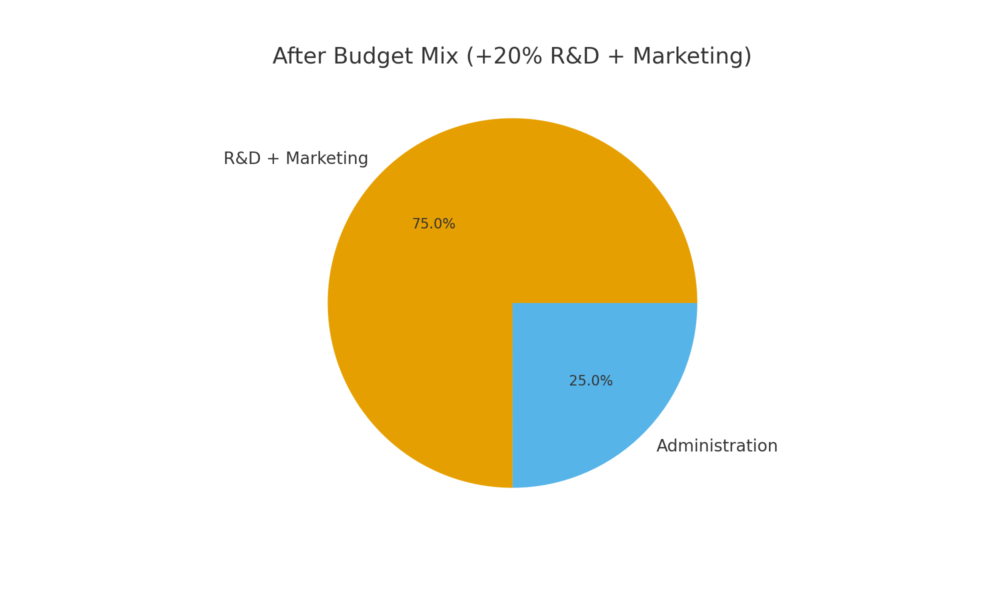 After Budget Mix (+20% R&D + Marketing)
R&D + Marketing
75.0%
25.0%
Administration